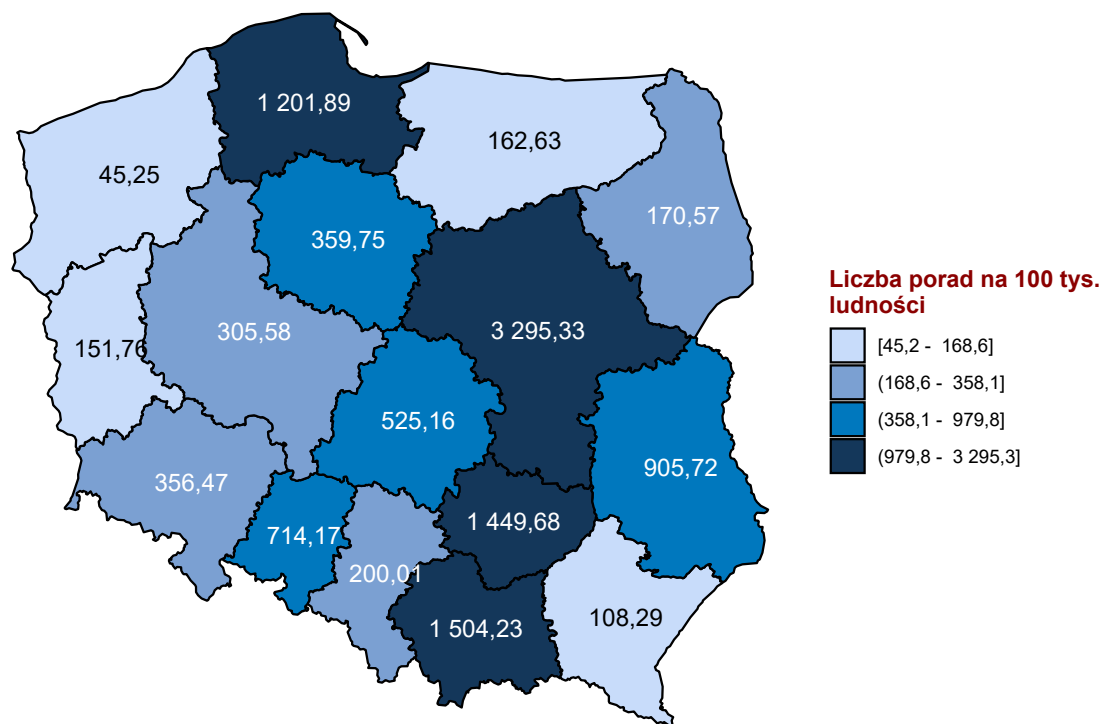 1 201,89
162,63
45,25
170,57
359,75
305,58
3 295,33
151,76
525,16
905,72
356,47
714,17
1 449,68
200,01
1 504,23
108,29
Liczba porad na 100 tys.
ludności
[45,2 - 168,6]
(168,6 - 358,1]
(358,1 - 979,8]
(979,8 - 3 295,3]